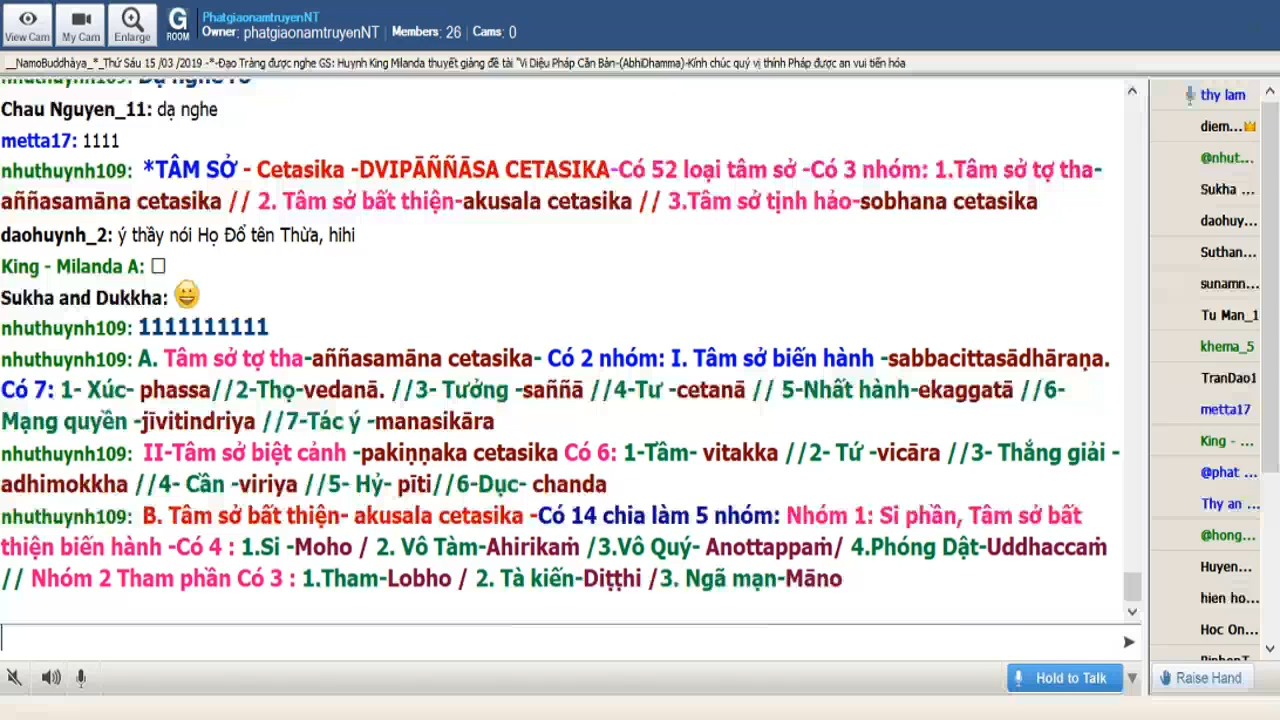 View Cam
My Cam
Enlarge
G
ROOM
PhatgiaonamtruyenNT
Owner: phatgiaonamtruyenNT | Members: 26 | Cams: 0
__NamoBuddhàya_*_Thứ Sáu 15 /03 /2019 -*-Đạo Tràng được nghe GS: Huynh King Milanda thuyết giảng đề tài "Vi Diệu Pháp Căn Bản-(AbhiDhamma)-Kính chúc quý vị thính Pháp được an vui tiến hóa
Chau Nguyen_11: dạ nghe
metta17: 1111
nhuthuynh109: *TÂM SỞ - Cetasika -DVIPĀÑÑĀSA CETASIKA-Có 52 loại tâm sở -Có 3 nhóm: 1.Tâm sở tợ tha-
aññasamāna cetasika // 2. Tâm sở bất thiện-akusala cetasika // 3.Tâm sở tịnh hảo-sobhana cetasika
daohuynh_2: ý thầy nói Họ Đổ tên Thừa, hihi
King - Milanda A:
Sukha and Dukkha:
nhuthuynh109: 1111111111
nhuthuynh109: A. Tâm sở tợ tha-aññasamāna cetasika- Có 2 nhóm: I. Tâm sở biến hành -sabbacittasādhāraṇa.
Có 7: 1- Xúc- phassa//2-Thọ-vedanā. //3- Tưởng -saññā //4-Tư -cetanā // 5-Nhất hành-ekaggatā //6-
Mạng quyền -jīvitindriya //7-Tác ý -manasikāra
nhuthuynh109: II-Tâm sở biệt cảnh -pakiṇṇaka cetasika Có 6: 1-Tầm- vitakka //2- Tứ -vicāra //3- Thắng giải -
adhimokkha //4- Cần -viriya //5- Hỷ- pīti//6-Dục- chanda
nhuthuynh109: B. Tâm sở bất thiện- akusala cetasika -Có 14 chia làm 5 nhóm: Nhóm 1: Si phần, Tâm sở bất
thiện biến hành -Có 4 : 1.Si -Moho / 2. Vô Tàm-Ahirikaṁ /3.Vô Quý- Anottappaṁ/ 4.Phóng Dật-Uddhaccaṁ
// Nhóm 2 Tham phần Có 3 : 1.Tham-Lobho / 2. Tà kiến-Diṭṭhi /3. Ngã mạn-Māno
thy lam
diem...
@nhut...
Sukha ...
daohuy...
Suthan...
sunamn...
Tu Man_1
khema_5
TranDao1
metta17
King - ...
@phat ...
Thy an ...
@hong...
Huyen...
hien ho...
Hoc On...
Hold to Talk
Raise Hand